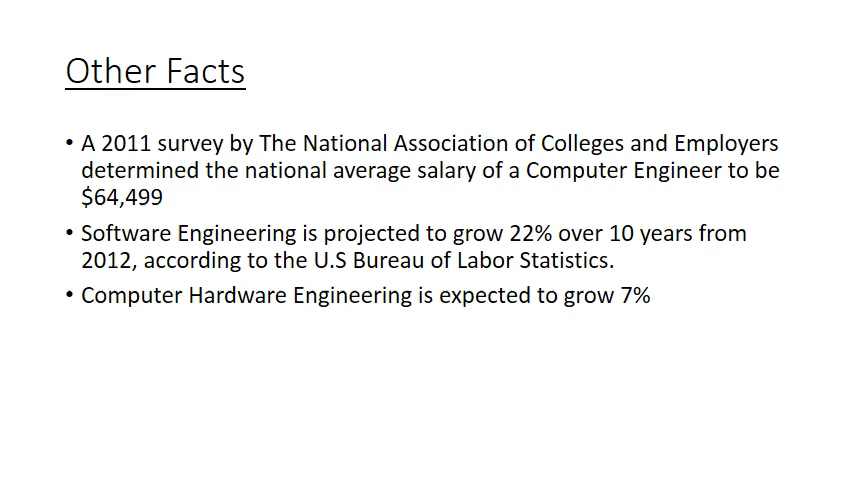 Other Facts
• A 2011 survey by The National Association of Colleges and Employers
determined the national average salary of a Computer Engineer to be
$64,499
• Software Engineering is projected to grow 22% over 10 years from
2012, according to the U.S Bureau of Labor Statistics.
• Computer Hardware Engineering is expected to grow 7%